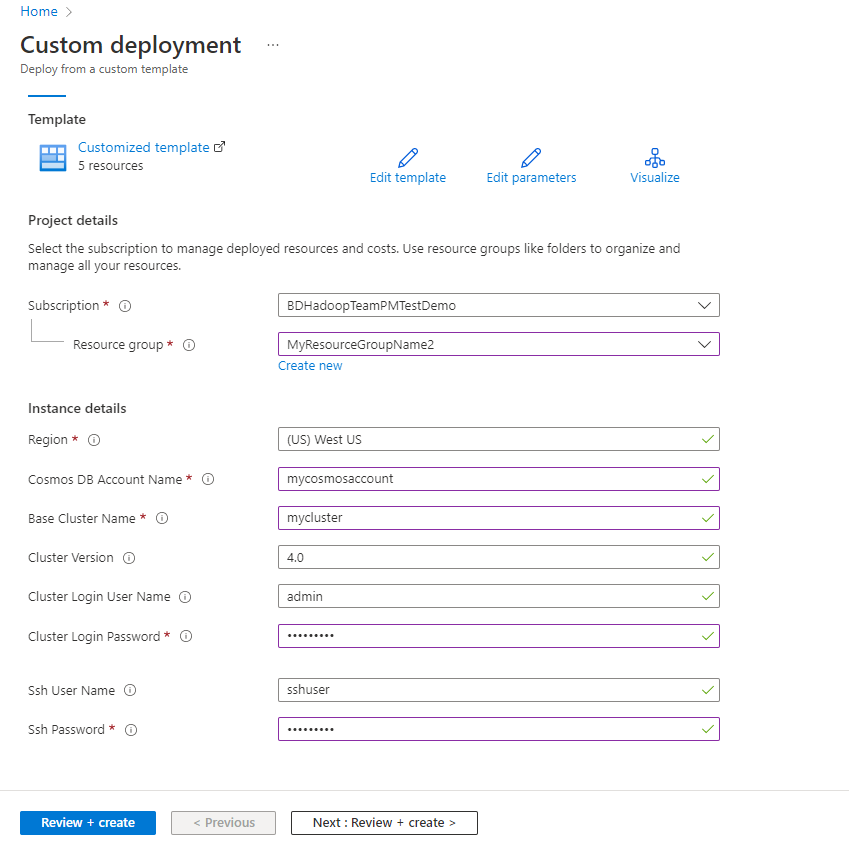 Home >
Custom deployment ...
Deploy from a custom template
Template
Customized template
5 resources
Edit template
Edit parameters
Visualize
Project details
Select the subscription to manage deployed resources and costs. Use resource groups like folders to organize and
manage all your resources.
Subscription * BDHadoopTeamPMTestDemo
Resource group * MyResourceGroupName2
Create new
Instance details
Region * (US) West US
Cosmos DB Account Name * mycosmosaccount
Base Cluster Name * mycluster
Cluster Version 4.0
Cluster Login User Name admin
Cluster Login Password * •••••••••
Ssh User Name sshuser
Ssh Password * •••••••••
Review + create
< Previous
Next : Review + create >